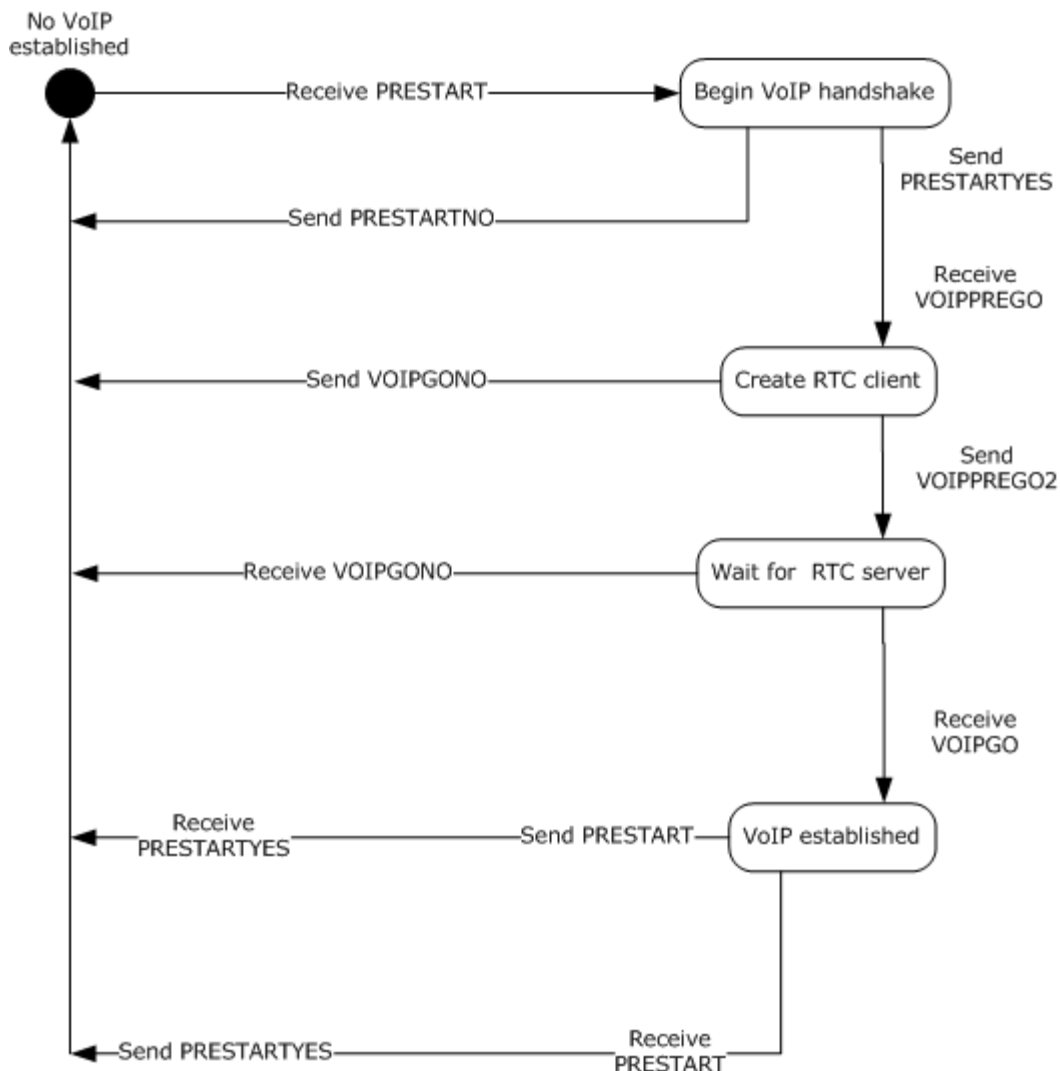 No VoIP
established
Receive PRESTART
Begin VoIP handshake
Send
PRESTARTYES
Send PRESTARTNO
Receive
VOIPPREGO
Send VOIPGONO
Create RTC client
Send
VOIPPREGO2
Receive VOIPGONO
Wait for RTC server
Receive
VOIPGO
Receive
PRESTARTYES
Send PRESTART
VoIP established
Send PRESTARTYES
Receive
PRESTART